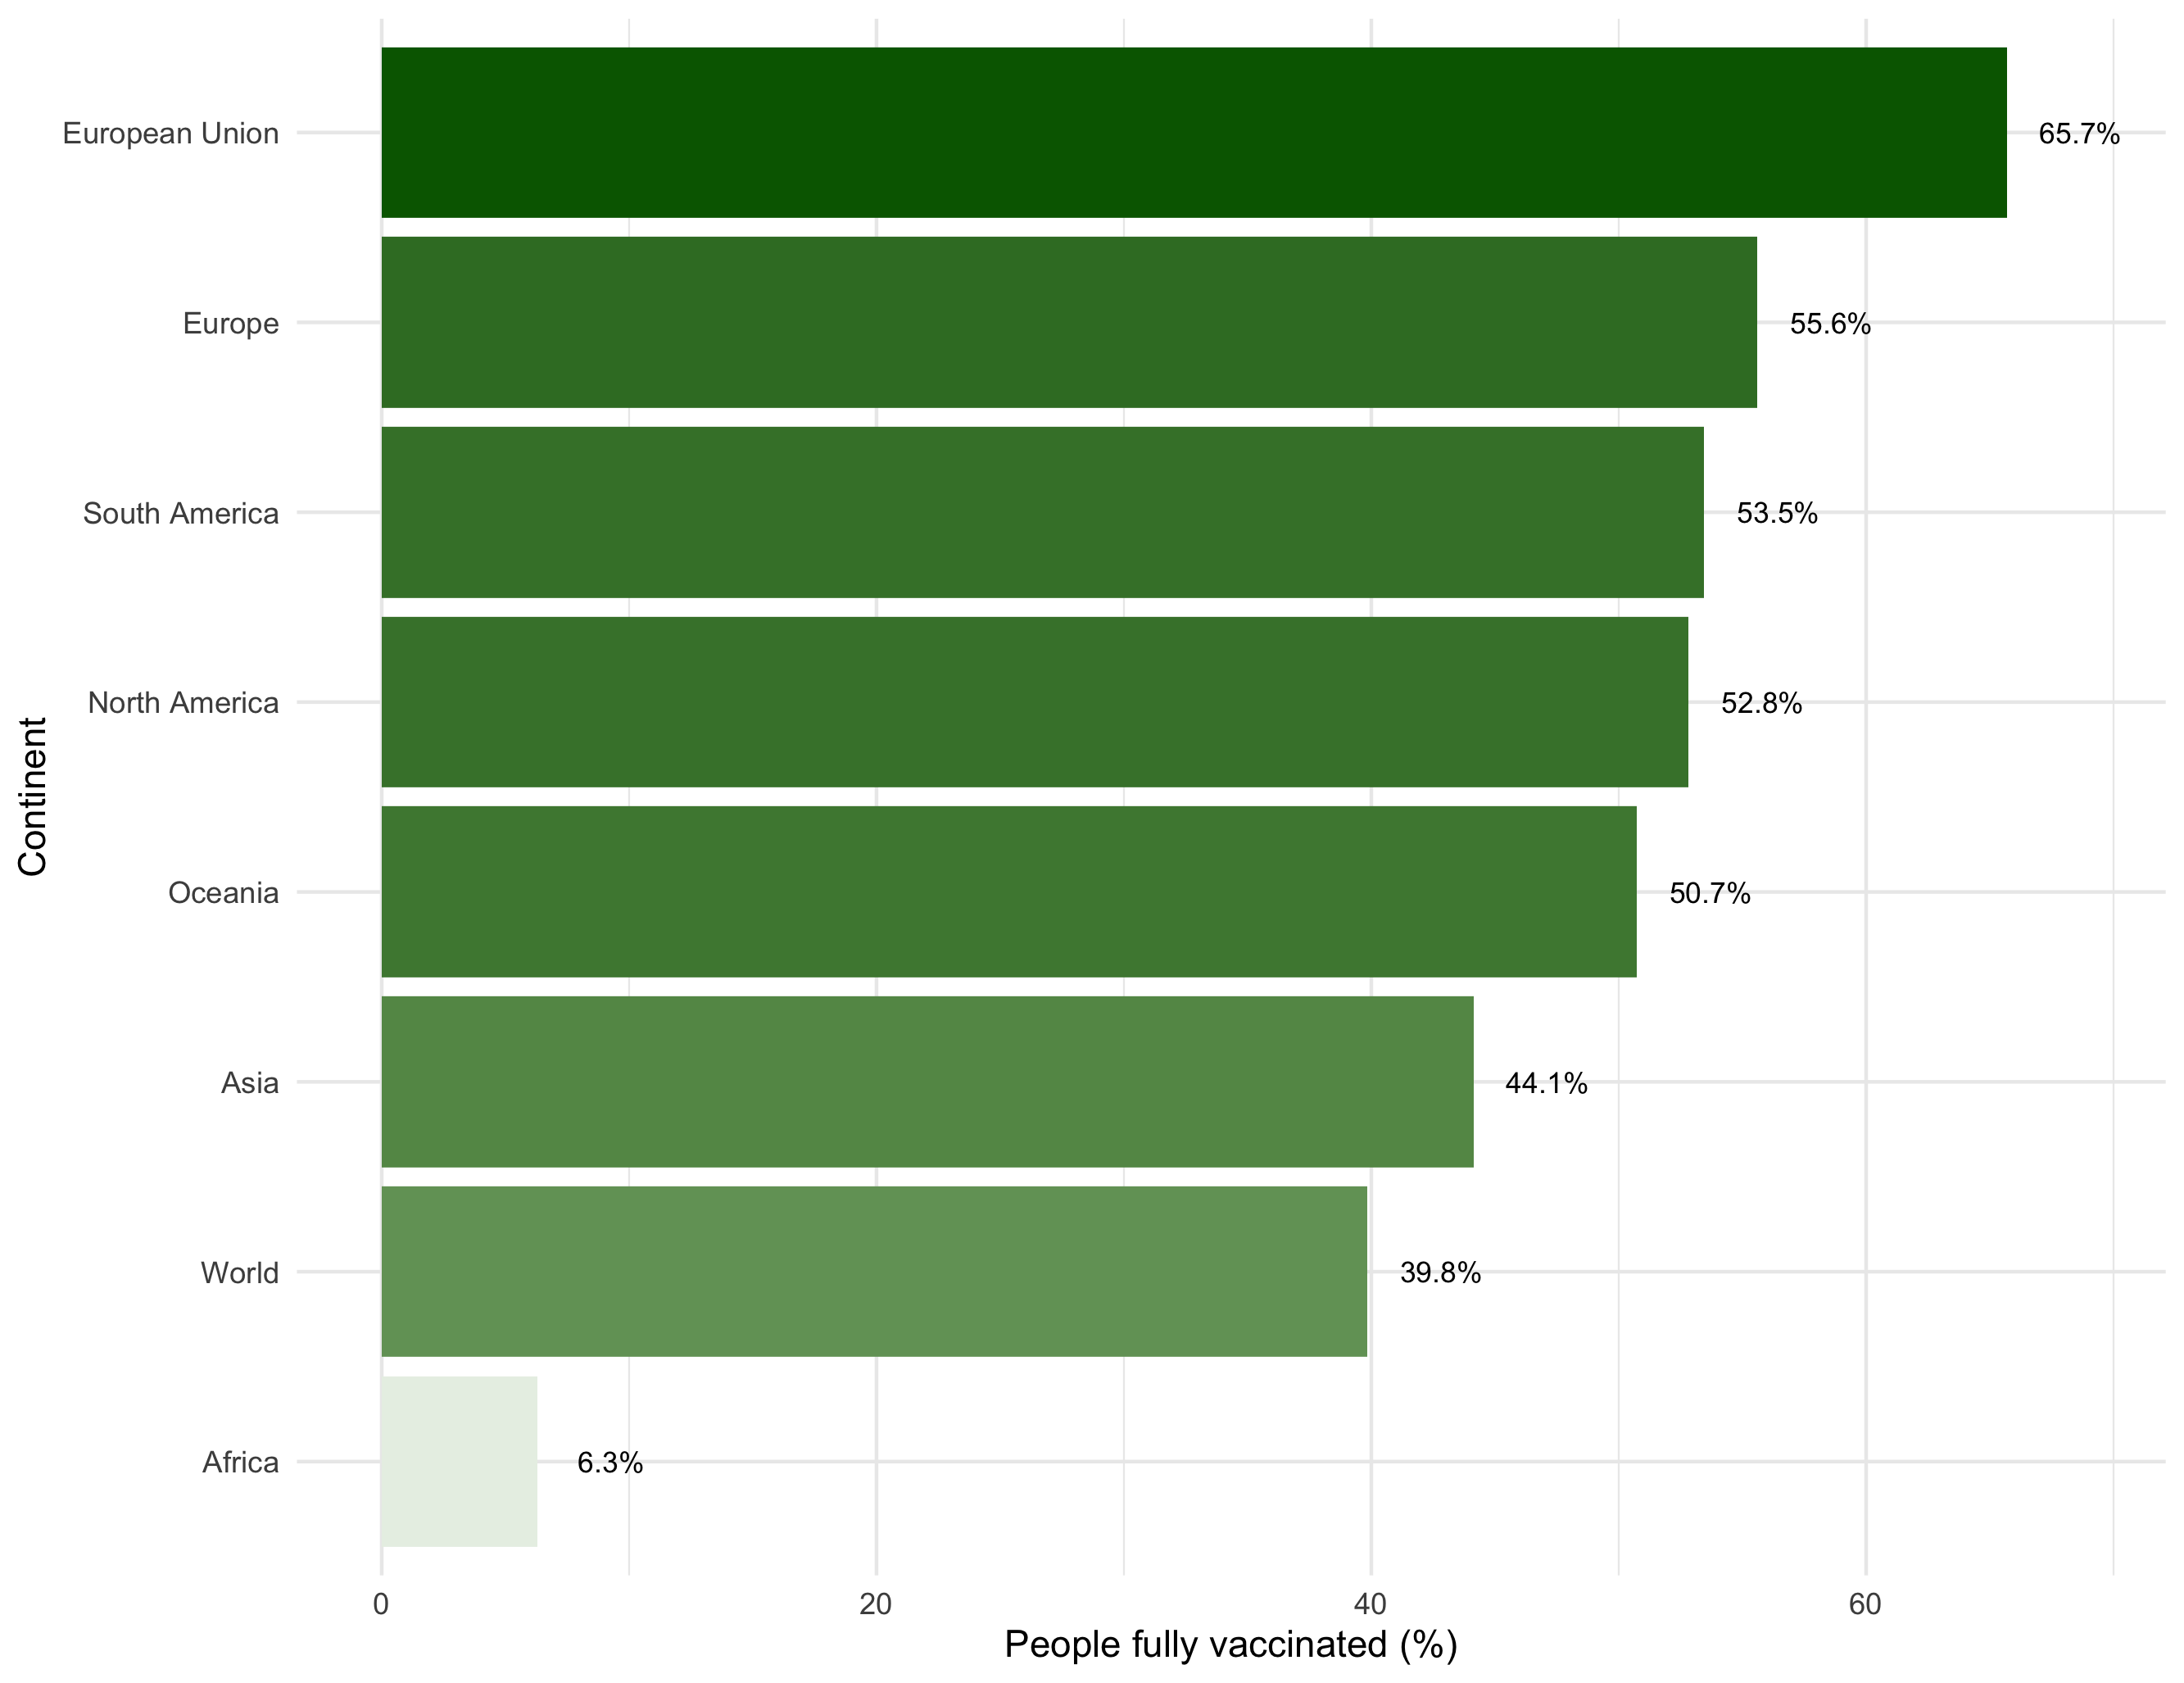 European Union 65.7%
Europe 55.6%
South America 53.5%
North America 52.8%
Continent
Oceania 50.7%
Asia 44.1%
World 39.8%
Africa 6.3%
0 20 40 60
People fully vaccinated (%)